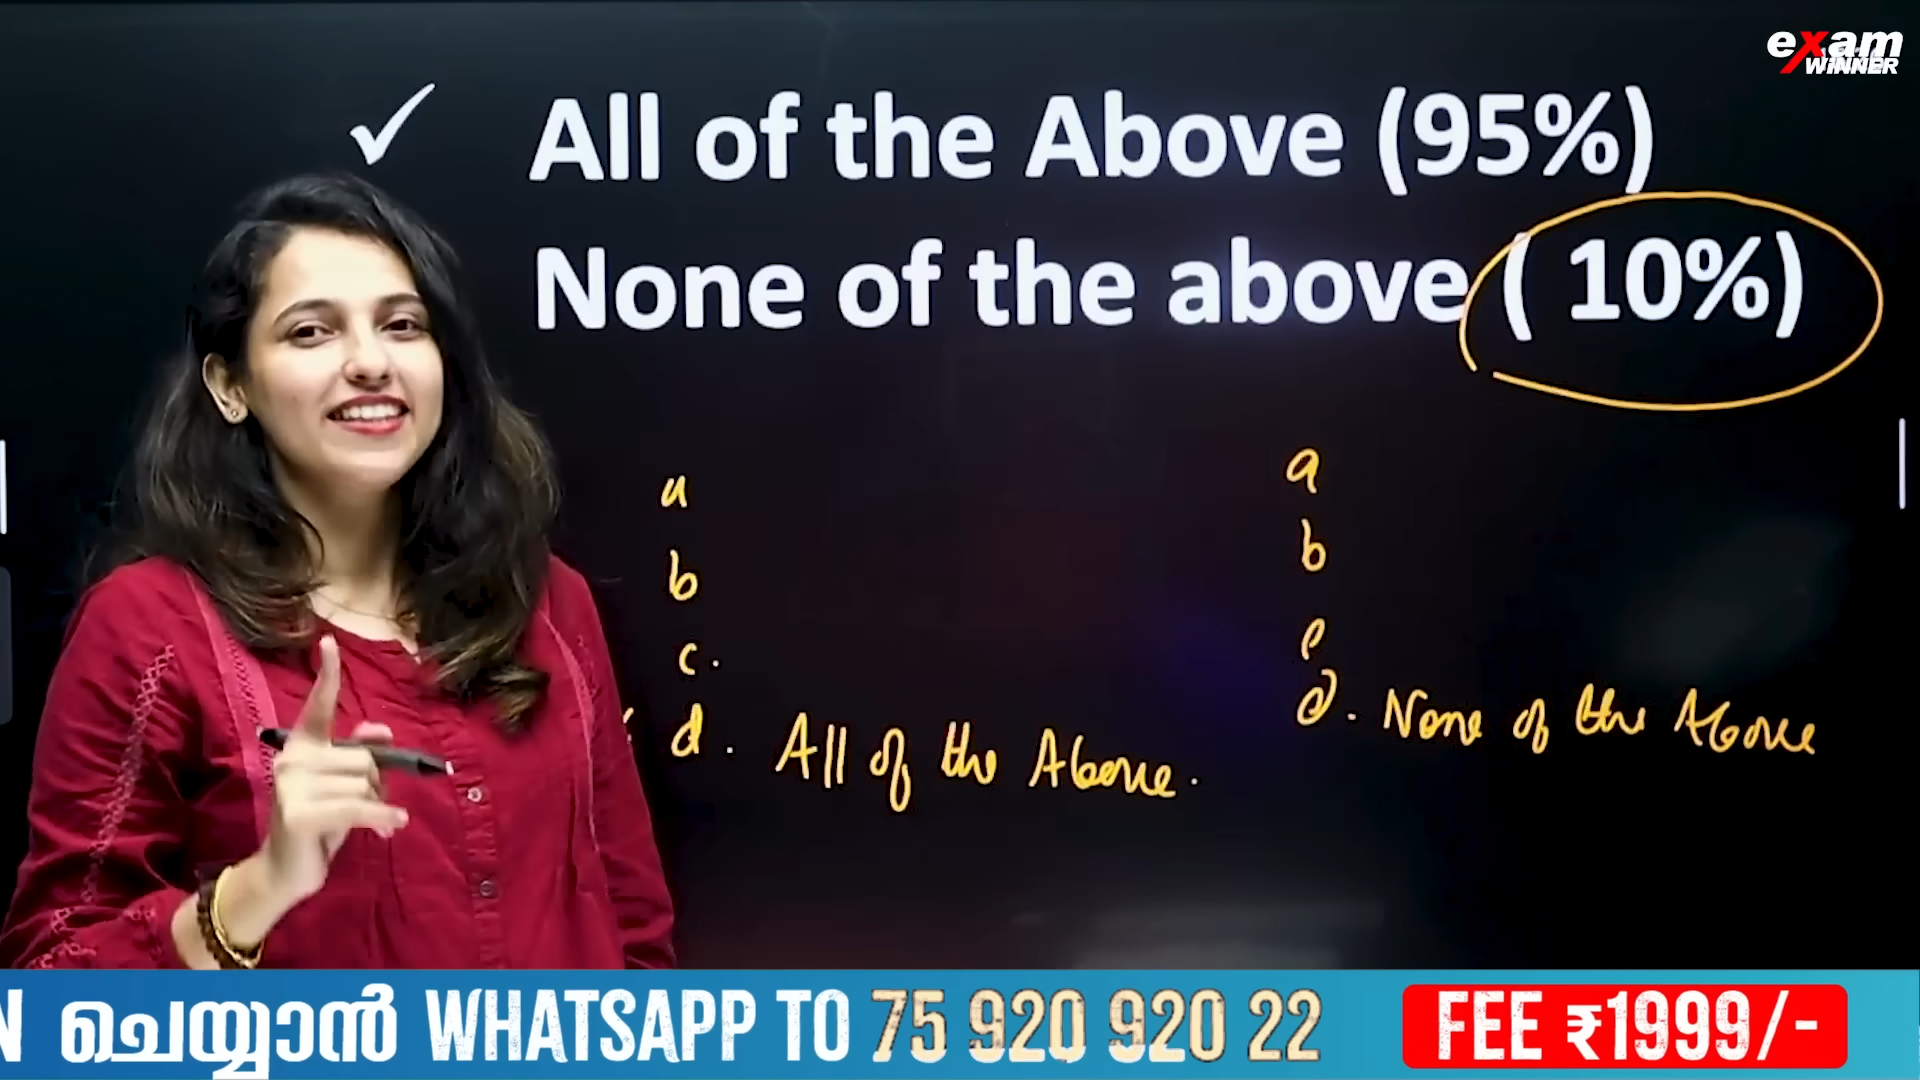 exam
WINNER
✓ All of the Above (95%)
None of the above ( 10%)
a
b
c.
d. All of the Above.
a
b
d. None of the Above
N ചെയ്യാൻ WHATSAPP TO 75 920 920 22
FEE ₹1999/-